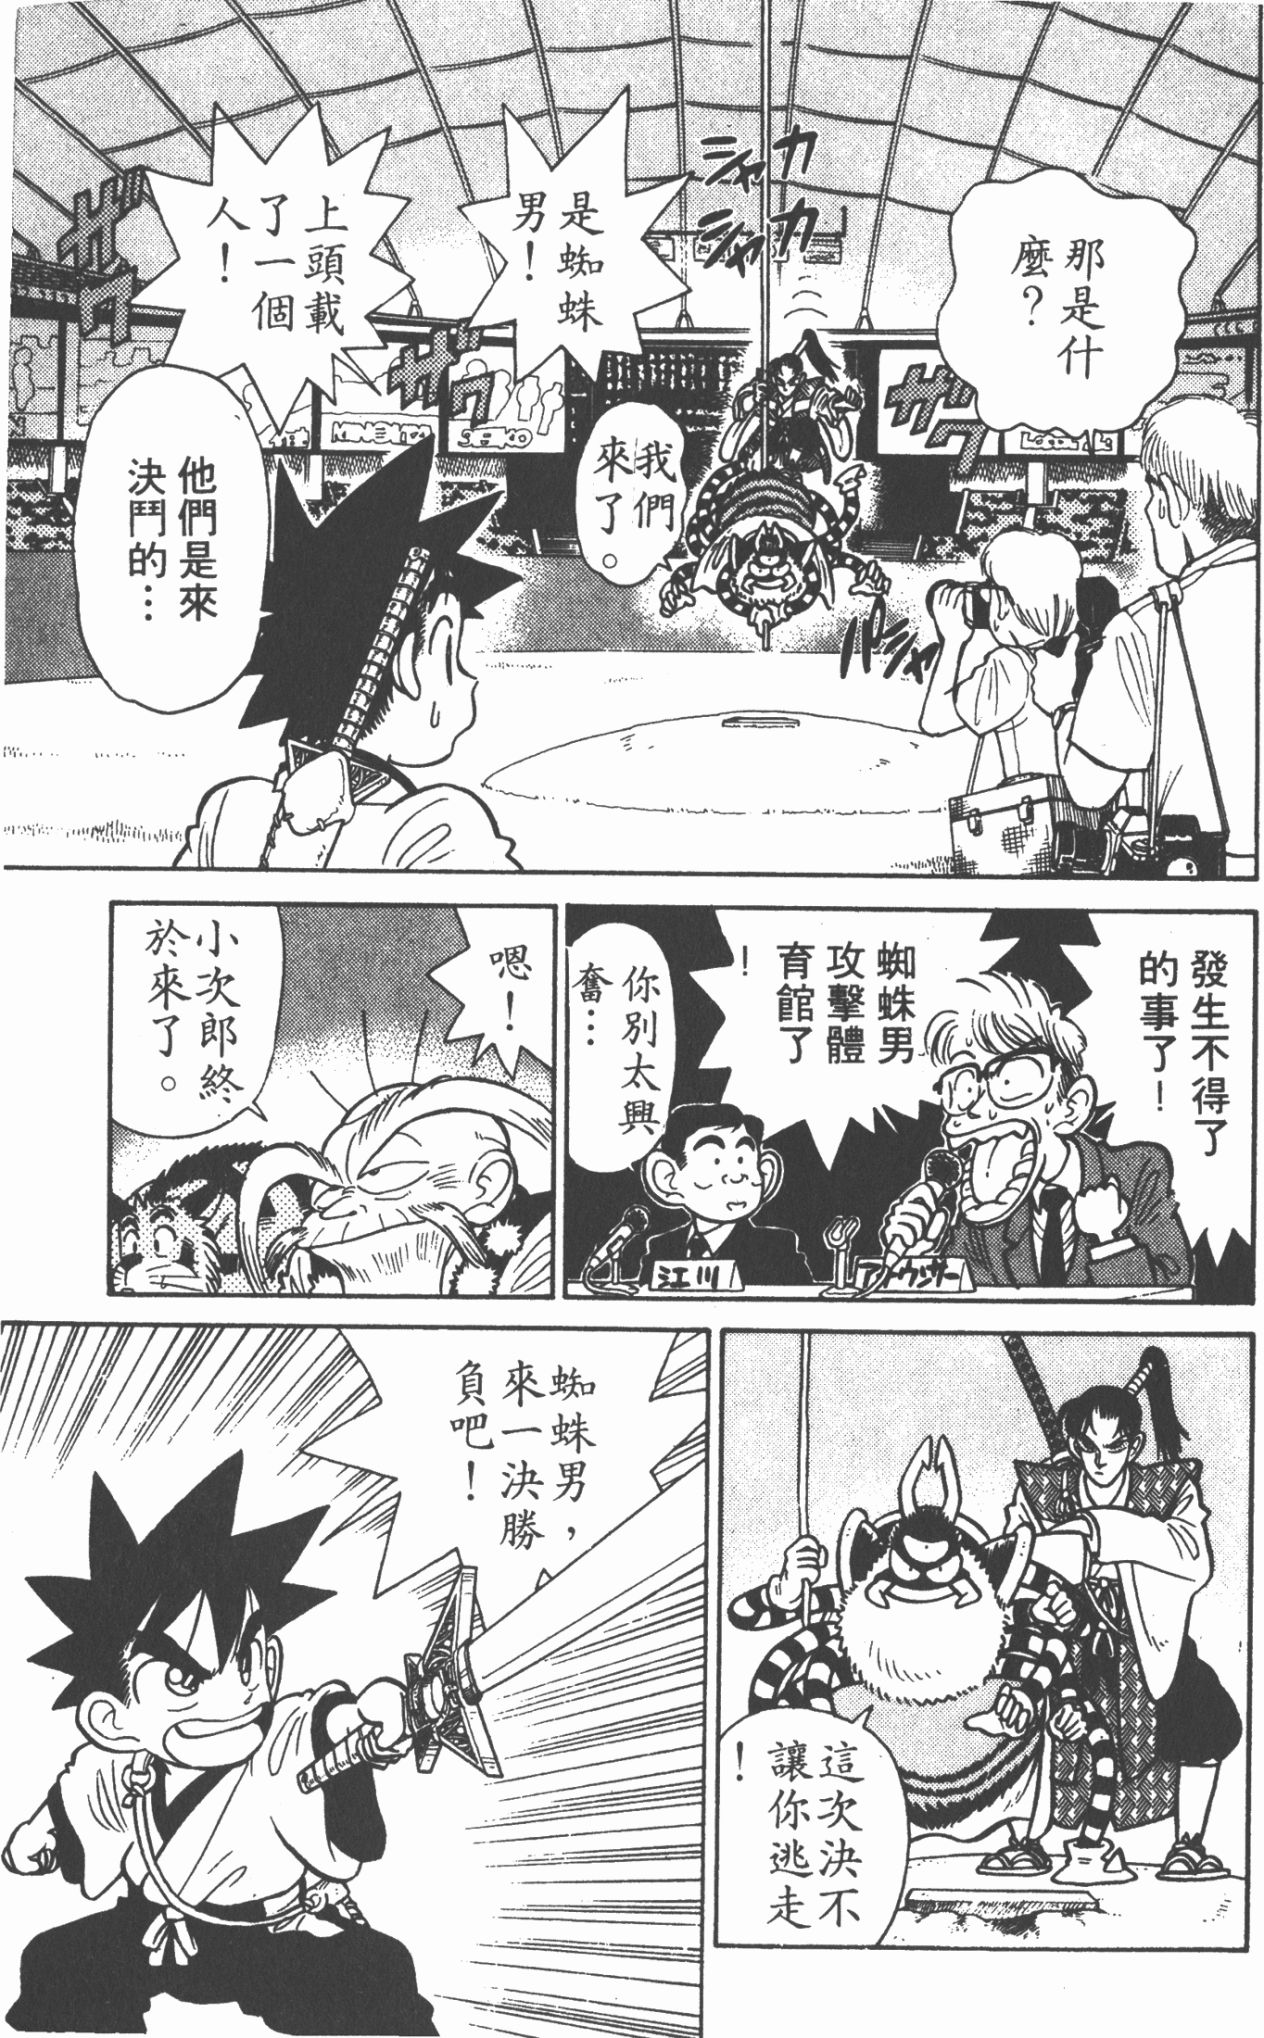 那是什
麼？
カ
シャカ
シャカ
是蜘蛛
男！
上頭載
了一個
人！
ザワ
ザワ
ザワ
我們
來了。
他們是來
決鬥的…
MINOLTA
SEIKO
パシャ
發生不得了
的事了！
蜘蛛男
攻擊體
育館了
！
你別太興
奮…
江川
アナウンサー
嗯！
小次郎終
於來了。
這次決不
讓你逃走
！
蜘蛛男，
來一決勝
負吧！